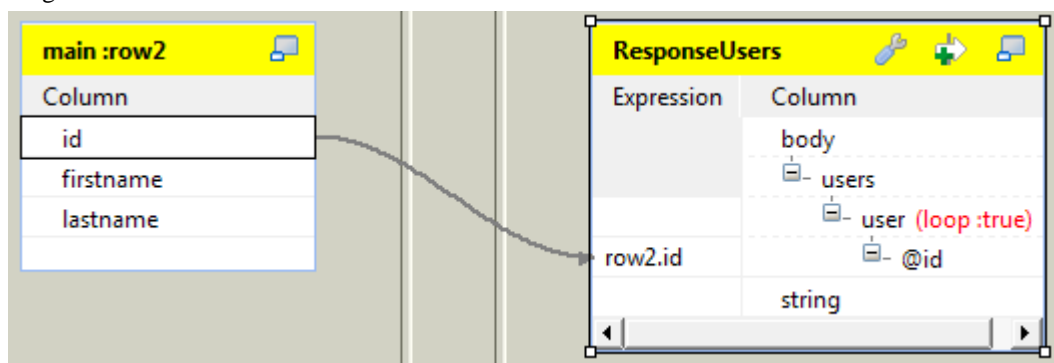 main :row2
Column
id
firstname
lastname
ResponseUsers
Expression Column
body
users
user (loop :true)
row2.id @id
string